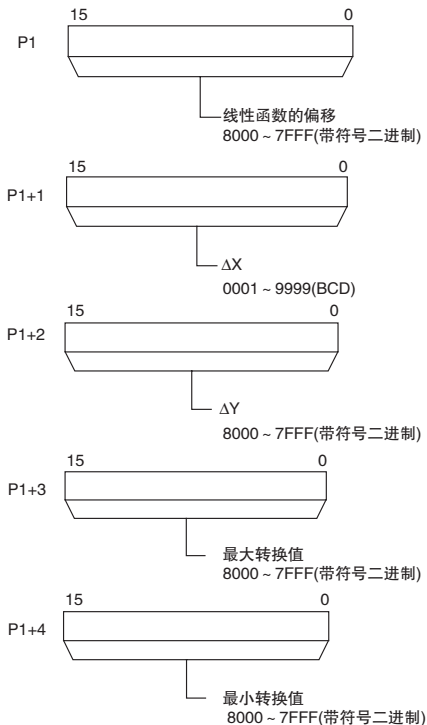 15 0
P1
线性函数的偏移
8000 ~ 7FFF(带符号二进制)
15 0
P1+1
ΔX
0001 ~ 9999(BCD)
15 0
P1+2
ΔY
8000 ~ 7FFF(带符号二进制)
15 0
P1+3
最大转换值
8000 ~ 7FFF(带符号二进制)
15 0
P1+4
最小转换值
8000 ~ 7FFF(带符号二进制)